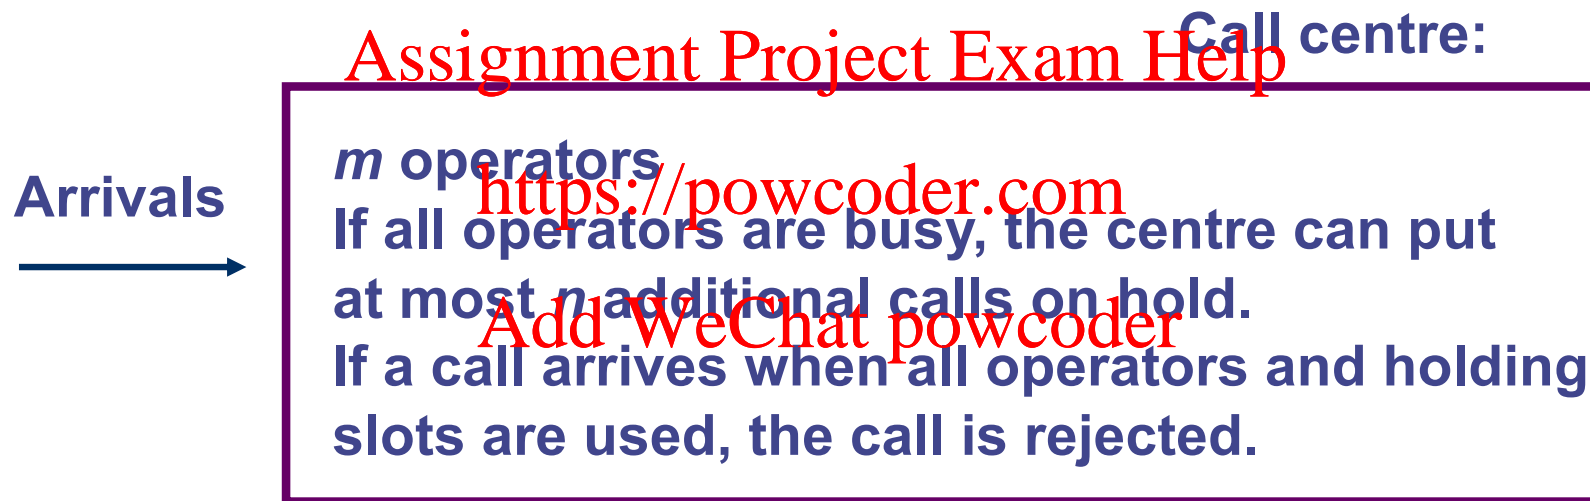 Call centre:
Assignment Project Exam Help
m operators
Arrivals
https://powcoder.com
If all operators are busy, the centre can put
at most n additional calls on hold.
Add WeChat powcoder
If a call arrives when all operators and holding
slots are used, the call is rejected.